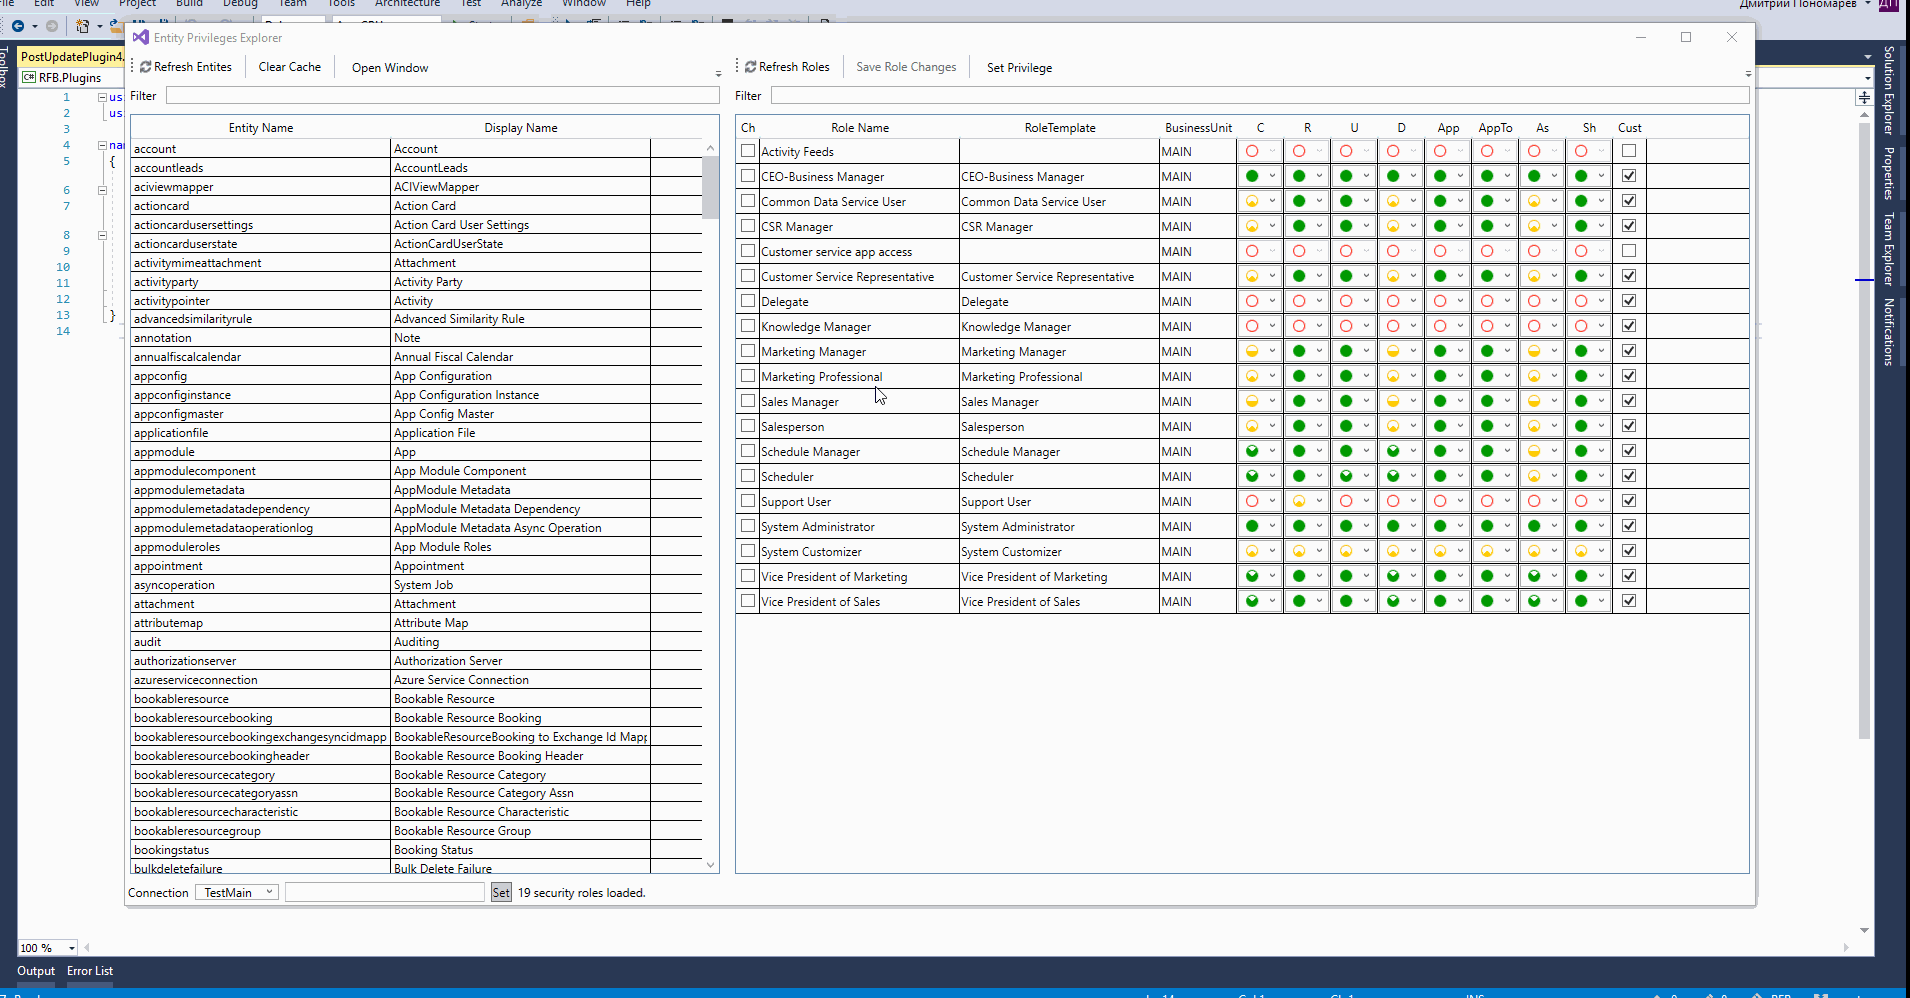 File Edit View Project Build Debug Team Tools Architecture Test Analyze Window Help
Дмитрий Пономарев ДП
Entity Privileges Explorer
PostUpdatePlugin4.
RFB.Plugins
Toolbox
Refresh Entites Clear Cache Open Window
Refresh Roles Save Role Changes Set Privilege
Filter
Filter
1 us
2 us
3
4 nam
5 {
6
7
8
9
10
11
12
13 }
14
Entity Name Display Name
account Account
accountleads AccountLeads
aciviewmapper ACIViewMapper
actioncard Action Card
actioncardusersettings Action Card User Settings
actioncarduserstate ActionCardUserState
activitymimeattachment Attachment
activityparty Activity Party
activitypointer Activity
advancedsimilarityrule Advanced Similarity Rule
annotation Note
annualfiscalcalendar Annual Fiscal Calendar
appconfig App Configuration
appconfiginstance App Configuration Instance
appconfigmaster App Config Master
applicationfile Application File
appmodule App
appmodulecomponent App Module Component
appmodulemetadata AppModule Metadata
appmodulemetadatadependency AppModule Metadata Dependency
appmodulemetadataoperationlog AppModule Metadata Async Operation
appmoduleroles App Module Roles
appointment Appointment
asyncoperation System Job
attachment Attachment
attributemap Attribute Map
audit Auditing
authorizationserver Authorization Server
azureserviceconnection Azure Service Connection
bookableresource Bookable Resource
bookableresourcebooking Bookable Resource Booking
bookableresourcebookingexchangesyncidmapp BookableResourceBooking to Exchange Id Mapp
bookableresourcebookingheader Bookable Resource Booking Header
bookableresourcecategory Bookable Resource Category
bookableresourcecategoryassn Bookable Resource Category Assn
bookableresourcecharacteristic Bookable Resource Characteristic
bookableresourcegroup Bookable Resource Group
bookingstatus Booking Status
bulkdeletefailure Bulk Delete Failure
Ch Role Name RoleTemplate BusinessUnit C R U D App AppTo As Sh Cust
Activity Feeds MAIN
CEO-Business Manager CEO-Business Manager MAIN
Common Data Service User Common Data Service User MAIN
CSR Manager CSR Manager MAIN
Customer service app access MAIN
Customer Service Representative Customer Service Representative MAIN
Delegate Delegate MAIN
Knowledge Manager Knowledge Manager MAIN
Marketing Manager Marketing Manager MAIN
Marketing Professional Marketing Professional MAIN
Sales Manager Sales Manager MAIN
Salesperson Salesperson MAIN
Schedule Manager Schedule Manager MAIN
Scheduler Scheduler MAIN
Support User Support User MAIN
System Administrator System Administrator MAIN
System Customizer System Customizer MAIN
Vice President of Marketing Vice President of Marketing MAIN
Vice President of Sales Vice President of Sales MAIN
Solution Explorer
Properties
Team Explorer
Notifications
Connection TestMain Set 19 security roles loaded.
100 %
Output Error List